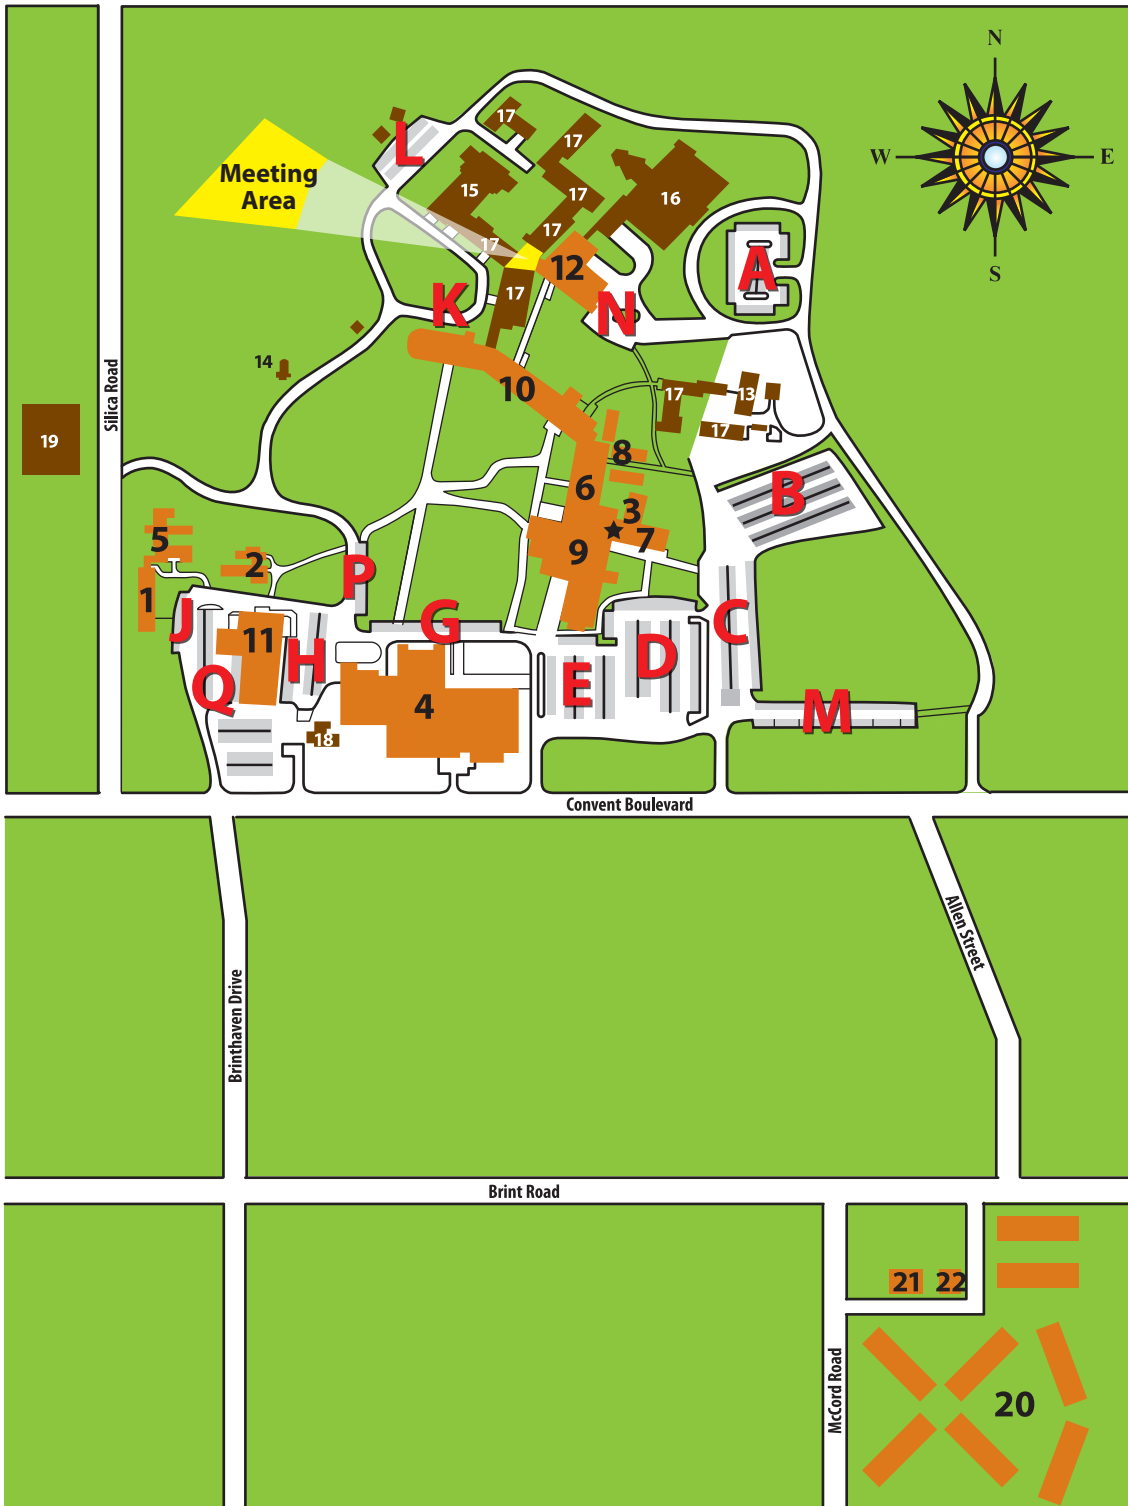 N
W
E
S
Meeting
Area
L
17
17
15
17
16
17
17
12
A
17
K
N
14
10
17
13
17
19
Silica Road
8
6
B
3
5
7
9
2
P
1
J
G
C
11
H
D
E
Q
4
M
18
Convent Boulevard
Allen Street
Brinthaven Drive
Brint Road
21
22
McCord Road
20